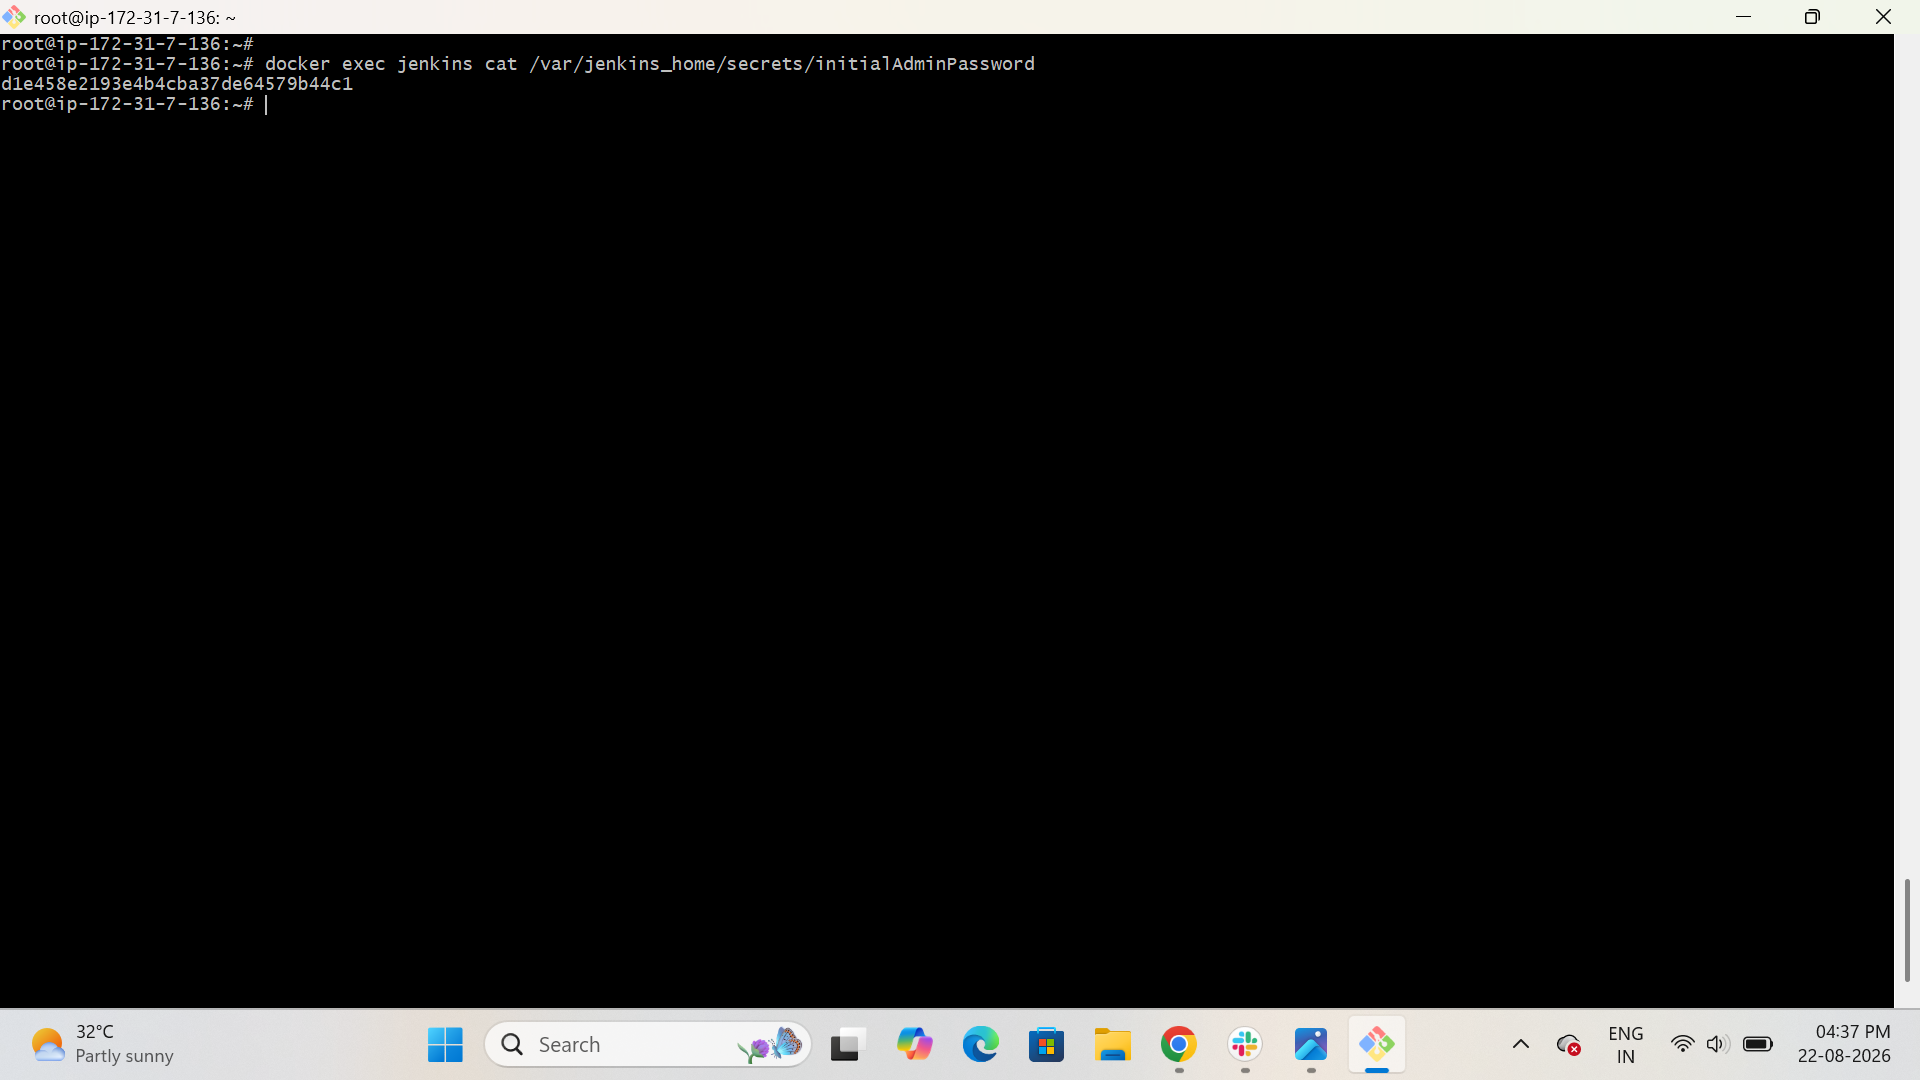 root@ip-172-31-7-136: ~
root@ip-172-31-7-136:~#
root@ip-172-31-7-136:~# docker exec jenkins cat /var/jenkins_home/secrets/initialAdminPassword
d1e458e2193e4b4cba37de64579b44c1
root@ip-172-31-7-136:~#
32°C
Partly sunny
Search
ENG
IN
04:37 PM
22-08-2026